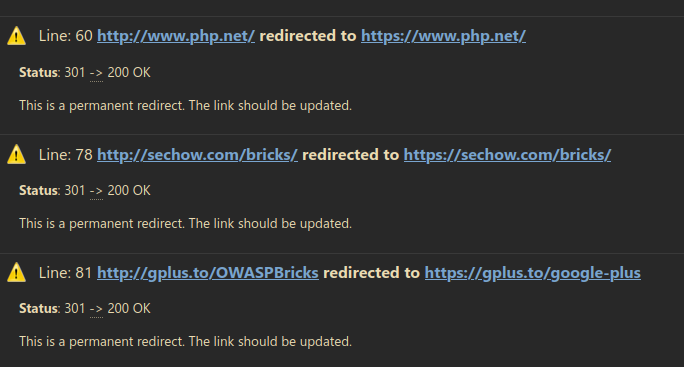 Line: 60 http://www.php.net/ redirected to https://www.php.net/
Status: 301 -> 200 OK
This is a permanent redirect. The link should be updated.
Line: 78 http://sechow.com/bricks/ redirected to https://sechow.com/bricks/
Status: 301 -> 200 OK
This is a permanent redirect. The link should be updated.
Line: 81 http://gplus.to/OWASPBricks redirected to https://gplus.to/google-plus
Status: 301 -> 200 OK
This is a permanent redirect. The link should be updated.